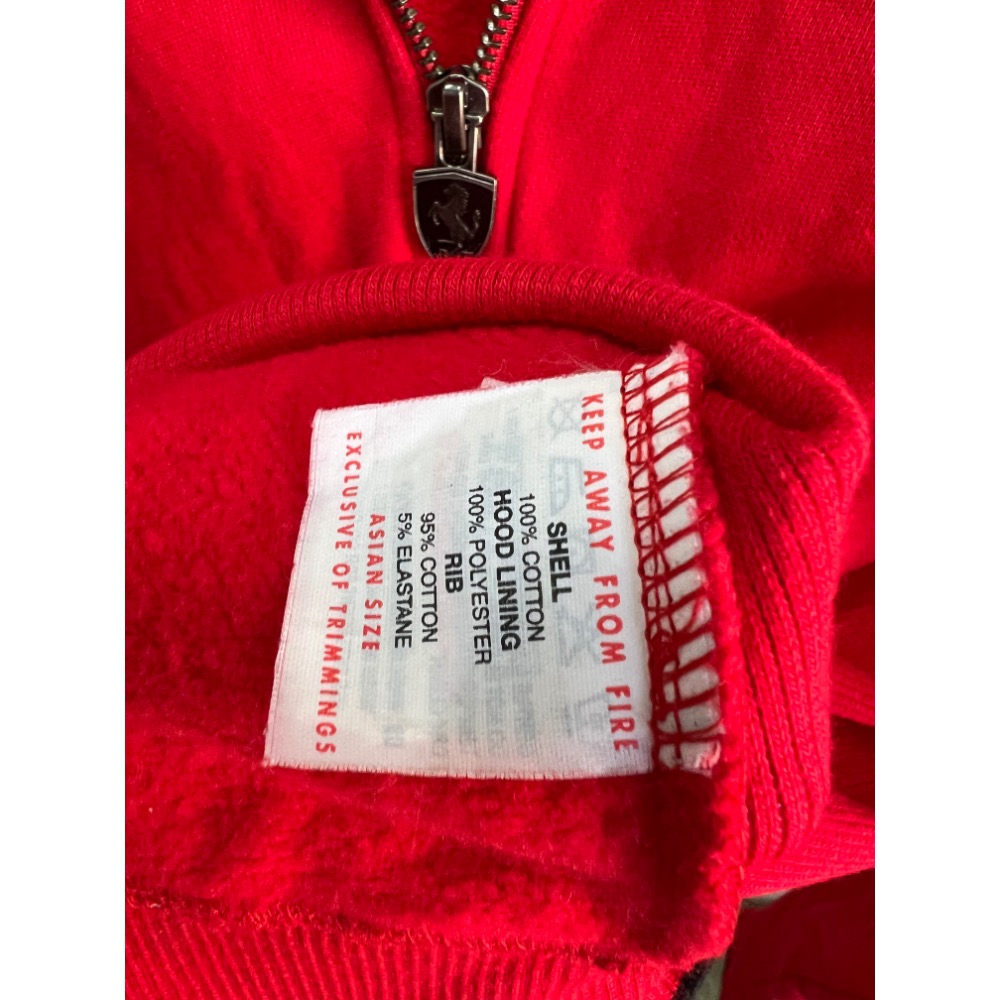 KEEP AWAY FROM FIRE
SHELL
100% COTTON
HOOD LINING
100% POLYESTER
RIB
95% COTTON
5% ELASTANE
ASIAN SIZE
EXCLUSIVE OF TRIMMINGS